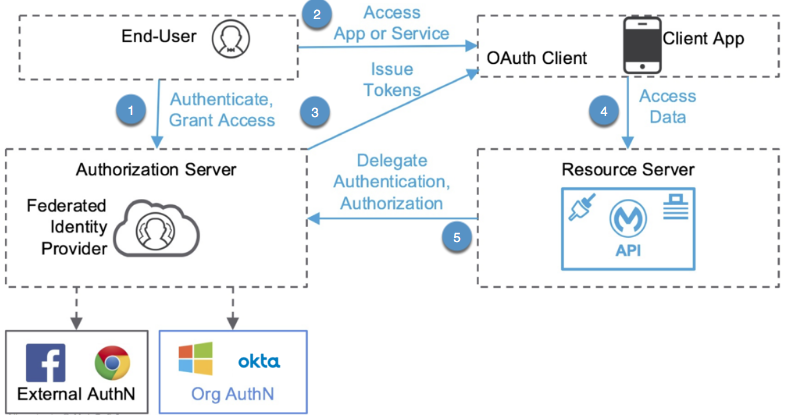 End-User
2
Access
App or Service
OAuth Client
Client App
1
Authenticate,
Grant Access
3
Issue
Tokens
4
Access
Data
Authorization Server
Federated
Identity
Provider
Delegate
Authentication,
Authorization
5
Resource Server
API
f
External AuthN
okta
Org AuthN